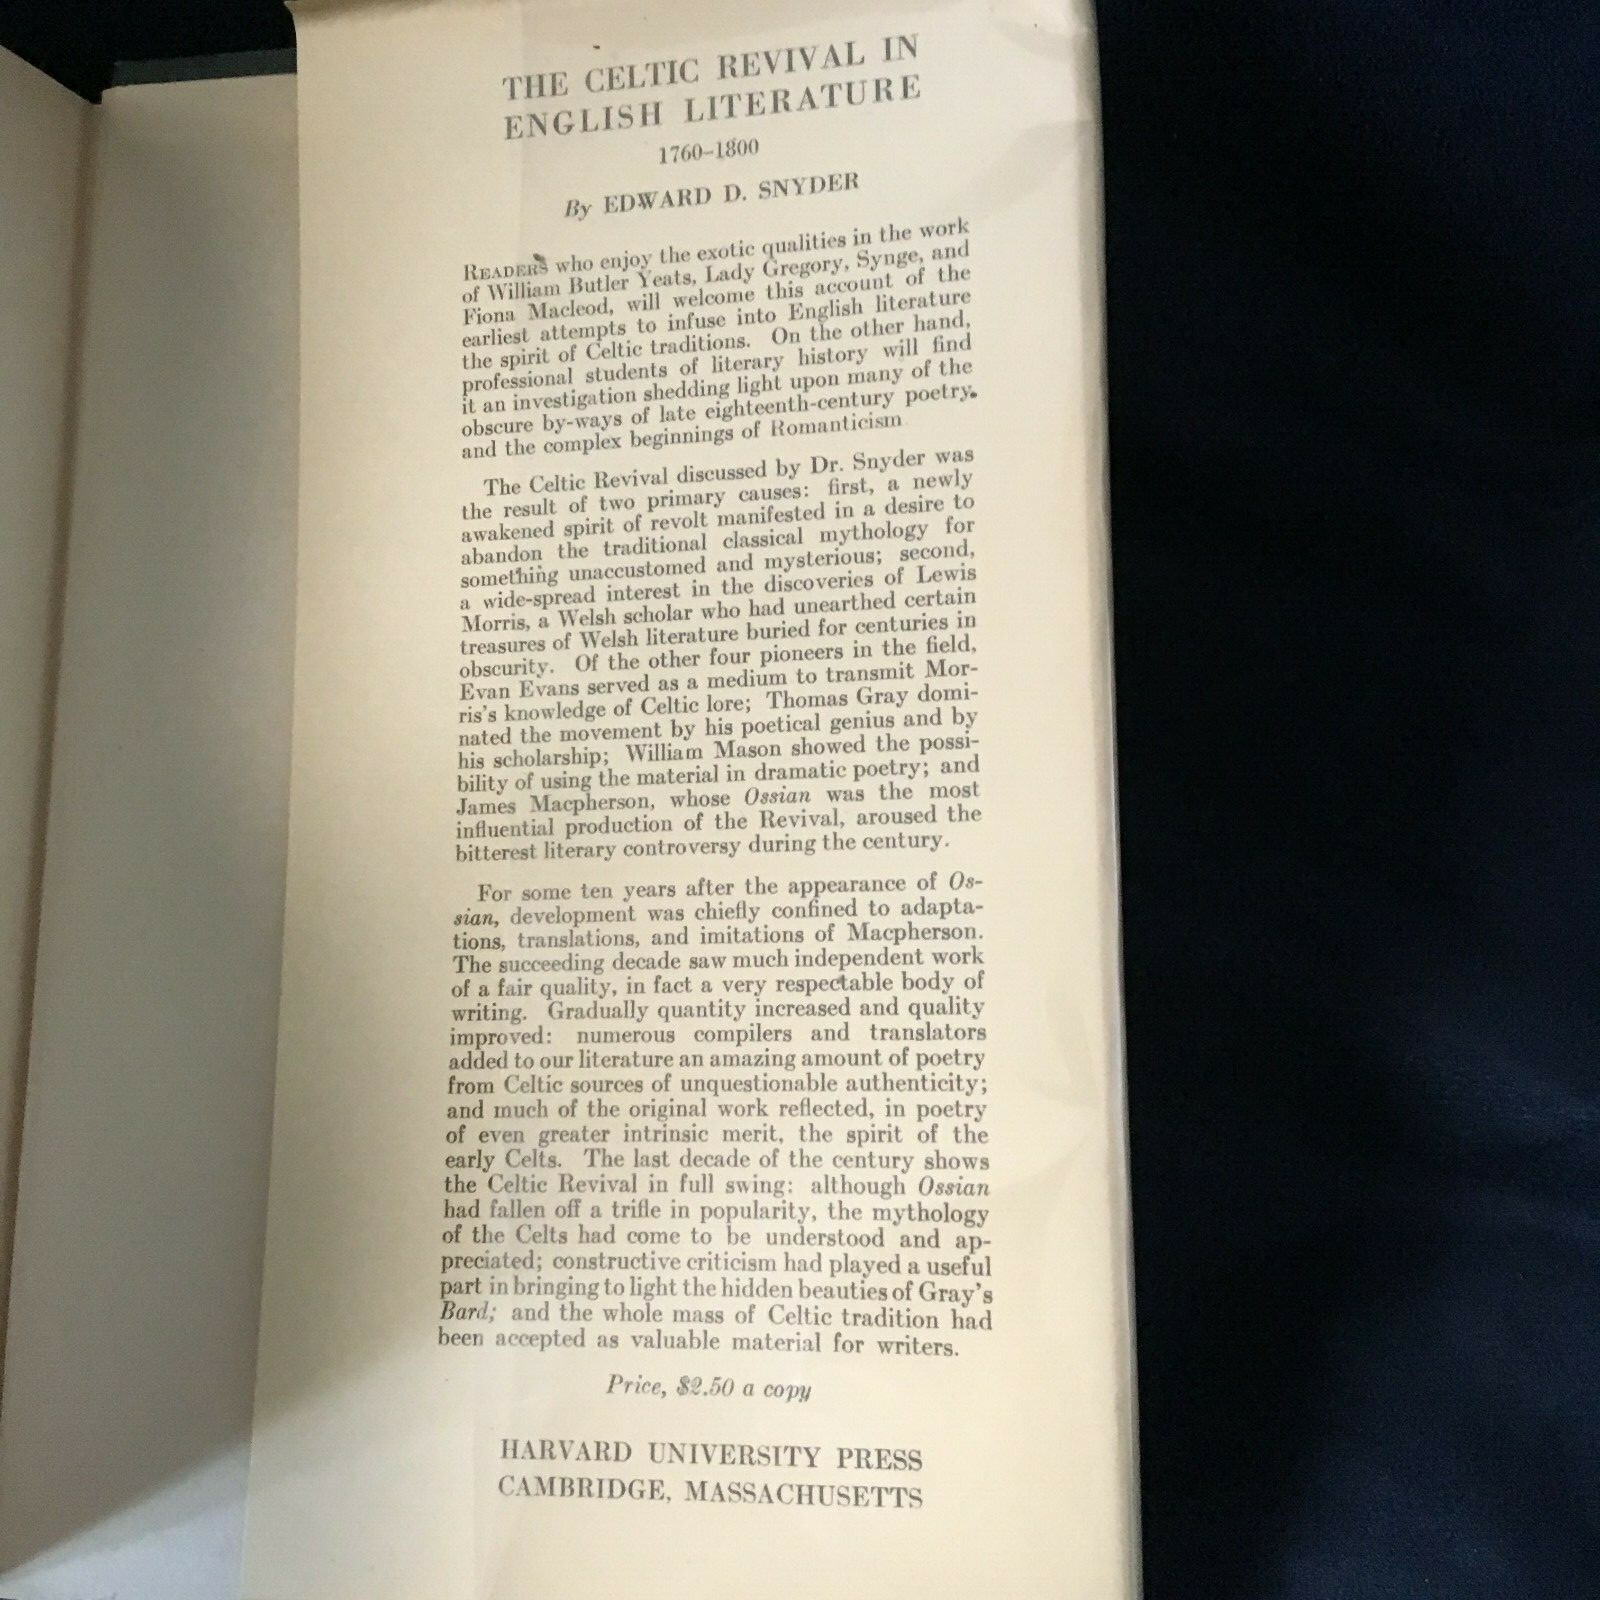 THE CELTIC REVIVAL IN
ENGLISH LITERATURE
1760–1800
By EDWARD D. SNYDER
READERS who enjoy the exotic qualities in the work
of William Butler Yeats, Lady Gregory, Synge, and
Fiona Macleod, will welcome this account of the
earliest attempts to infuse into English literature
the spirit of Celtic traditions. On the other hand,
professional students of literary history will find
it an investigation shedding light upon many of the
obscure by-ways of late eighteenth-century poetry.
and the complex beginnings of Romanticism
The Celtic Revival discussed by Dr. Snyder was
the result of two primary causes: first, a newly
awakened spirit of revolt manifested in a desire to
abandon the traditional classical mythology for
something unaccustomed and mysterious; second,
a wide-spread interest in the discoveries of Lewis
Morris, a Welsh scholar who had unearthed certain
treasures of Welsh literature buried for centuries in
obscurity. Of the other four pioneers in the field,
Evan Evans served as a medium to transmit Mor-
ris's knowledge of Celtic lore; Thomas Gray domi-
nated the movement by his poetical genius and by
his scholarship; William Mason showed the possi-
bility of using the material in dramatic poetry; and
James Macpherson, whose Ossian was the most
influential production of the Revival, aroused the
bitterest literary controversy during the century.
For some ten years after the appearance of Os-
sian, development was chiefly confined to adapta-
tions, translations, and imitations of Macpherson.
The succeeding decade saw much independent work
of a fair quality, in fact a very respectable body of
writing. Gradually quantity increased and quality
improved: numerous compilers and translators
added to our literature an amazing amount of poetry
from Celtic sources of unquestionable authenticity;
and much of the original work reflected, in poetry
of even greater intrinsic merit, the spirit of the
early Celts. The last decade of the century shows
the Celtic Revival in full swing: although Ossian
had fallen off a trifle in popularity, the mythology
of the Celts had come to be understood and ap-
preciated; constructive criticism had played a useful
part in bringing to light the hidden beauties of Gray's
Bard; and the whole mass of Celtic tradition had
been accepted as valuable material for writers.
Price, $2.50 a copy
HARVARD UNIVERSITY PRESS
CAMBRIDGE, MASSACHUSETTS